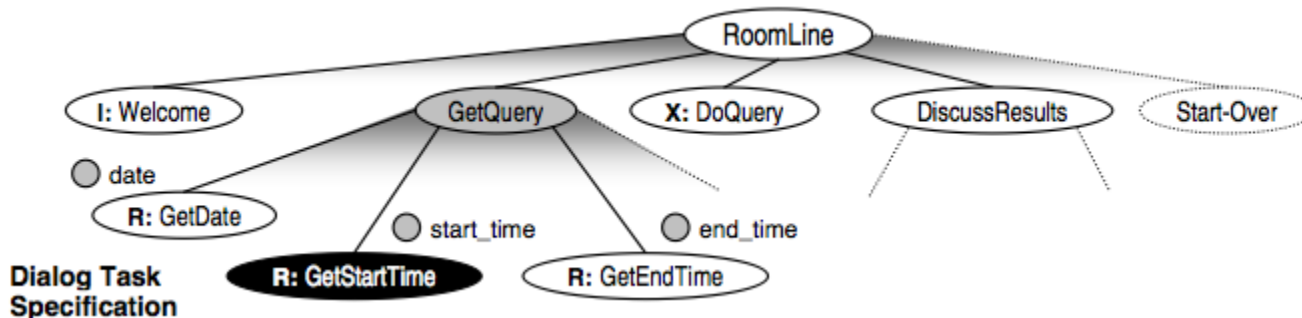 RoomLine
I: Welcome
GetQuery
X: DoQuery
DiscussResults
Start-Over
date
R: GetDate
start_time
end_time
R: GetStartTime
R: GetEndTime
Dialog Task
Specification